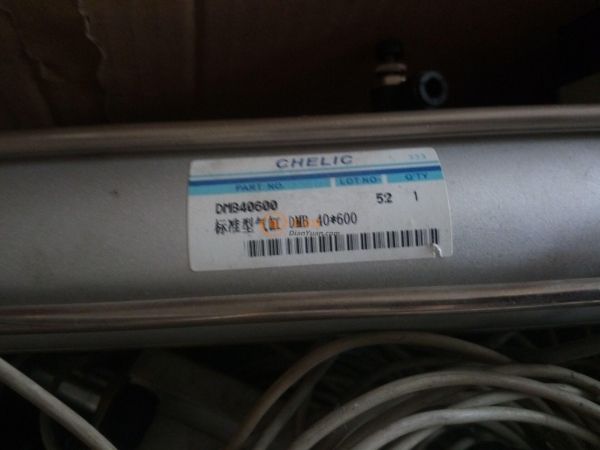 CHELIC
333
PART NO. LOT NO. Q'TY
DMB40600 52 1
标准型气缸 DMB 40*600
DianYuan.com